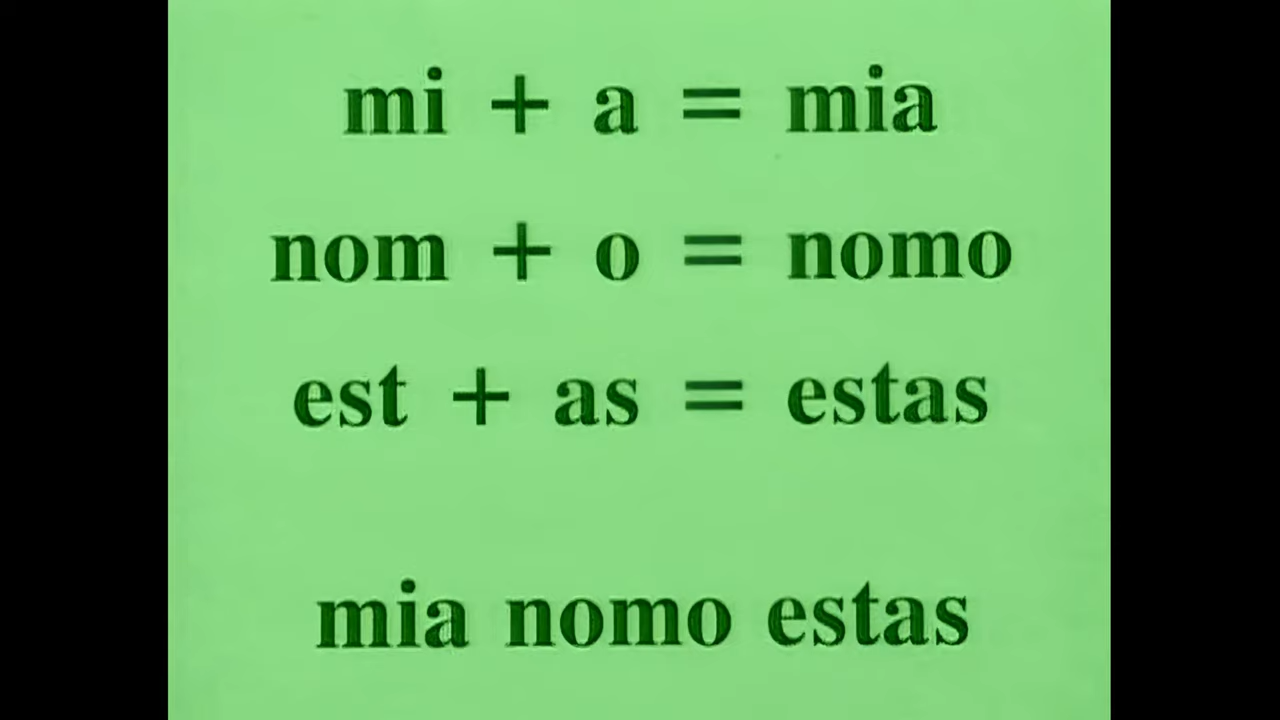 mi + a = mia
nom + o = nomo
est + as = estas
mia nomo estas